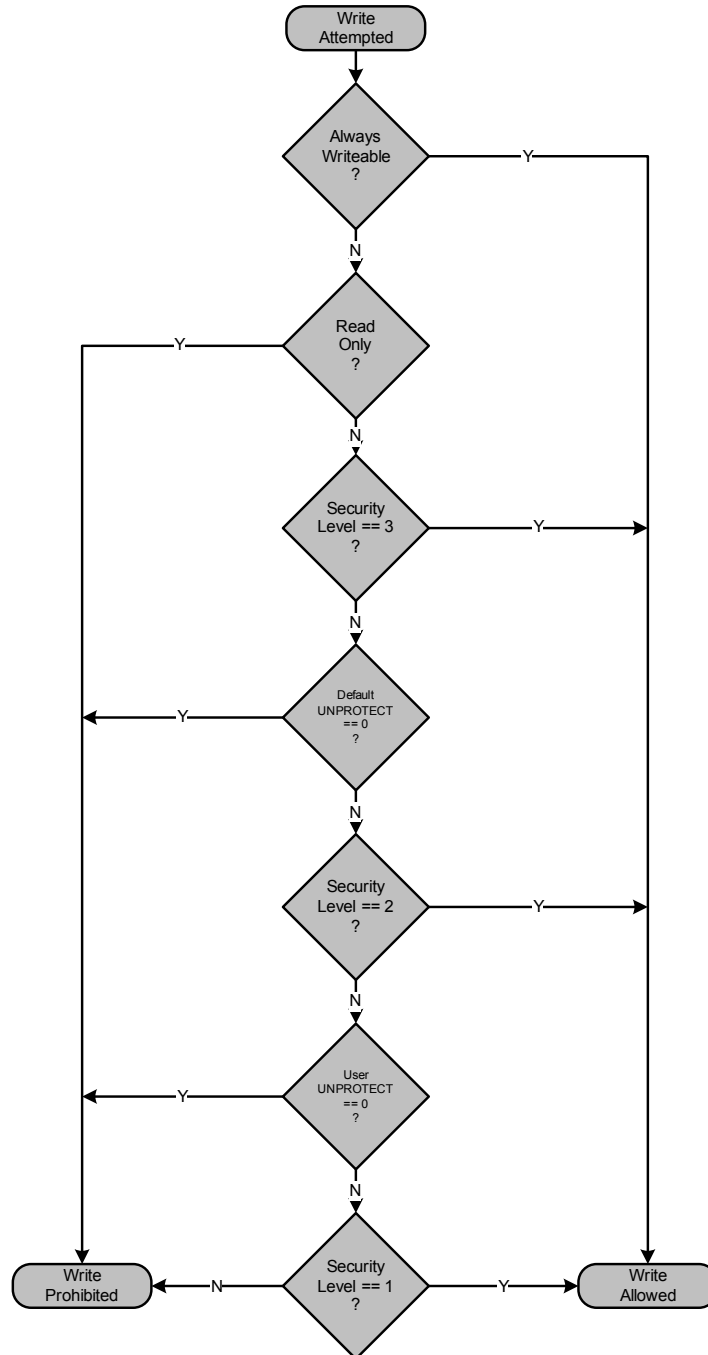 Write
Attempted
Always
Writeable
?
Y
N
Read
Only
?
Y
N
Security
Level == 3
?
Y
N
Default
UNPROTECT
== 0
?
Y
N
Security
Level == 2
?
Y
N
User
UNPROTECT
== 0
?
Y
N
Security
Level == 1
?
N
Y
Write
Prohibited
Write
Allowed